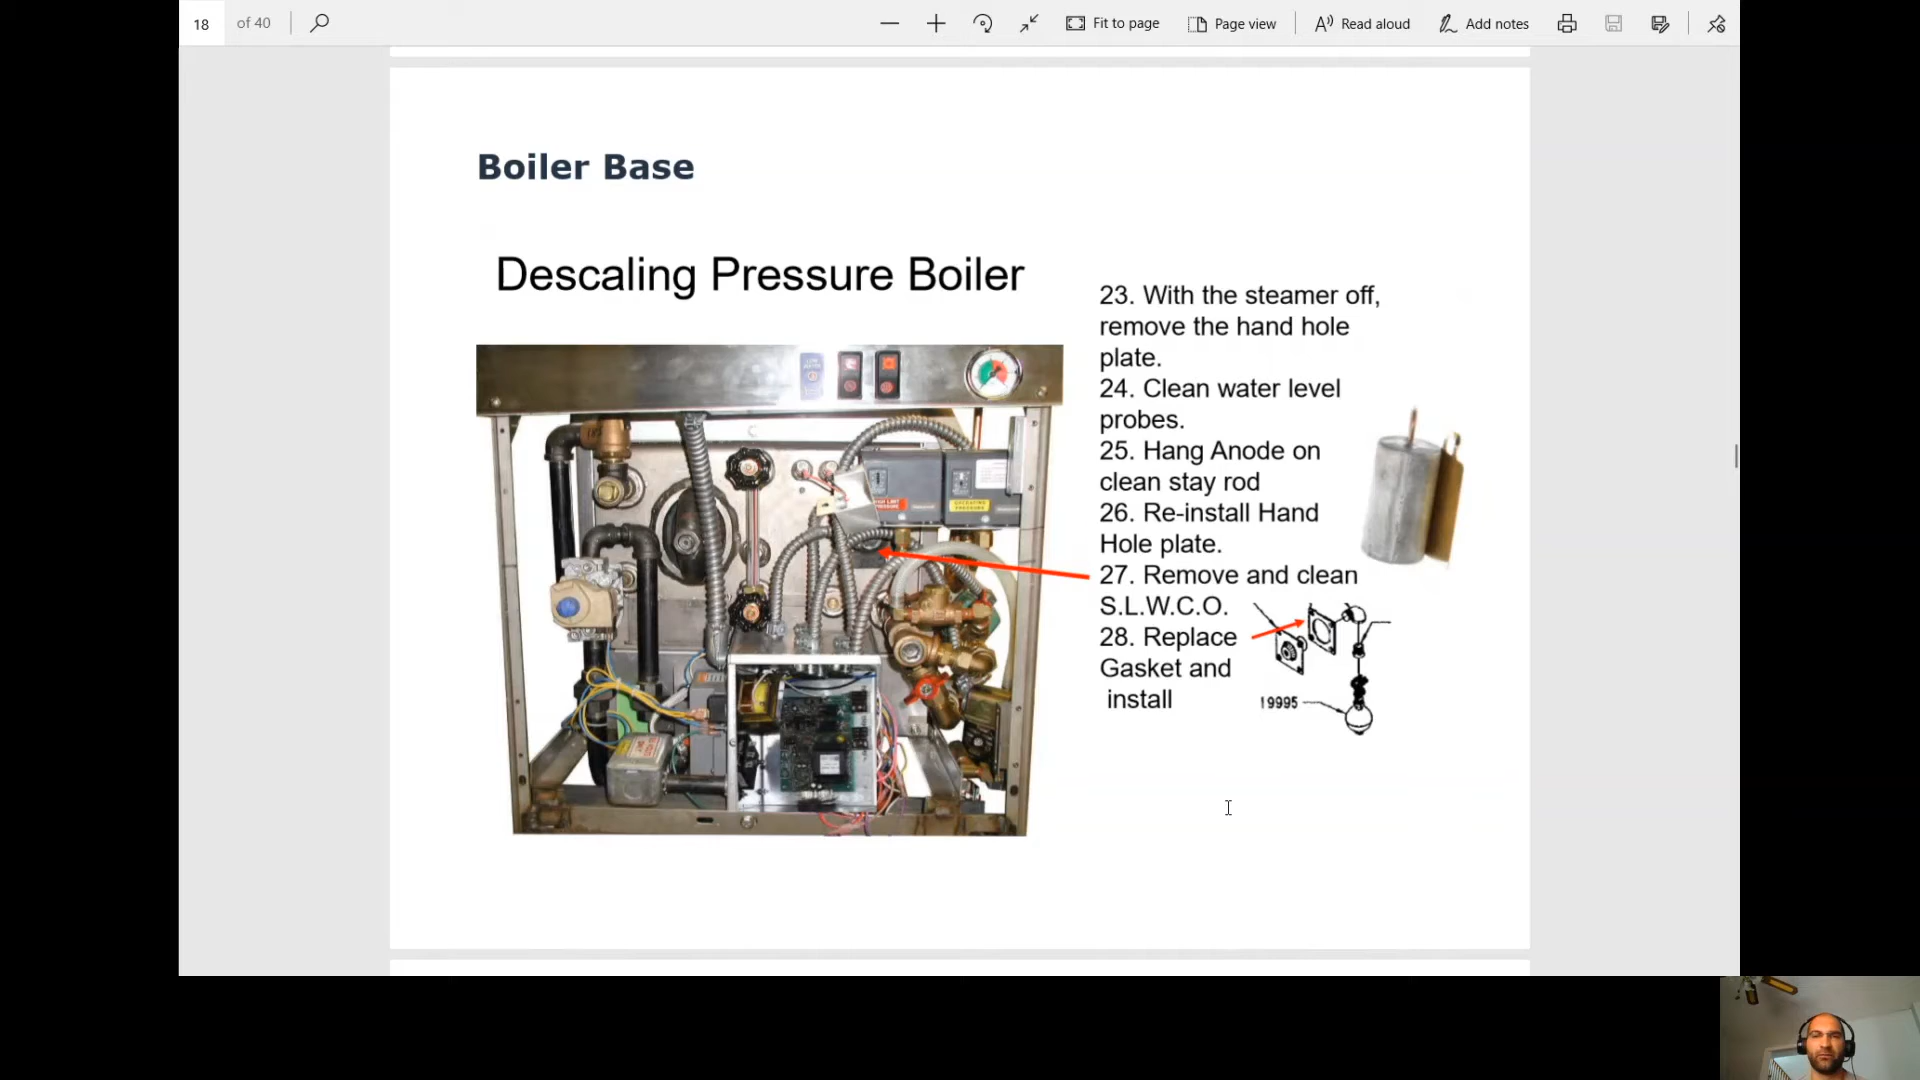 18 of 40 Fit to page Page view Read aloud Add notes
Boiler Base
Descaling Pressure Boiler
23. With the steamer off,
remove the hand hole
plate.
24. Clean water level
probes.
25. Hang Anode on
clean stay rod
26. Re-install Hand
Hole plate.
27. Remove and clean
S.L.W.C.O.
28. Replace
Gasket and
install
19995